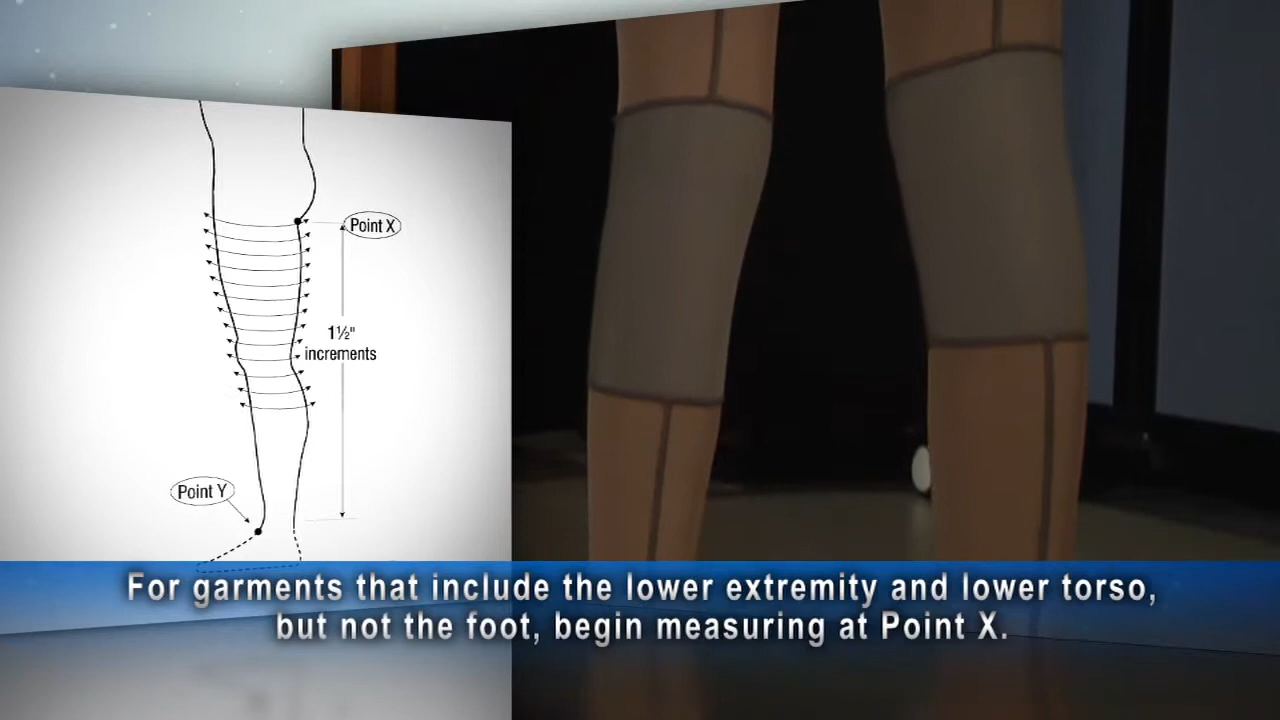 Point X
1½"
increments
Point Y
For garments that include the lower extremity and lower torso,
but not the foot, begin measuring at Point X.